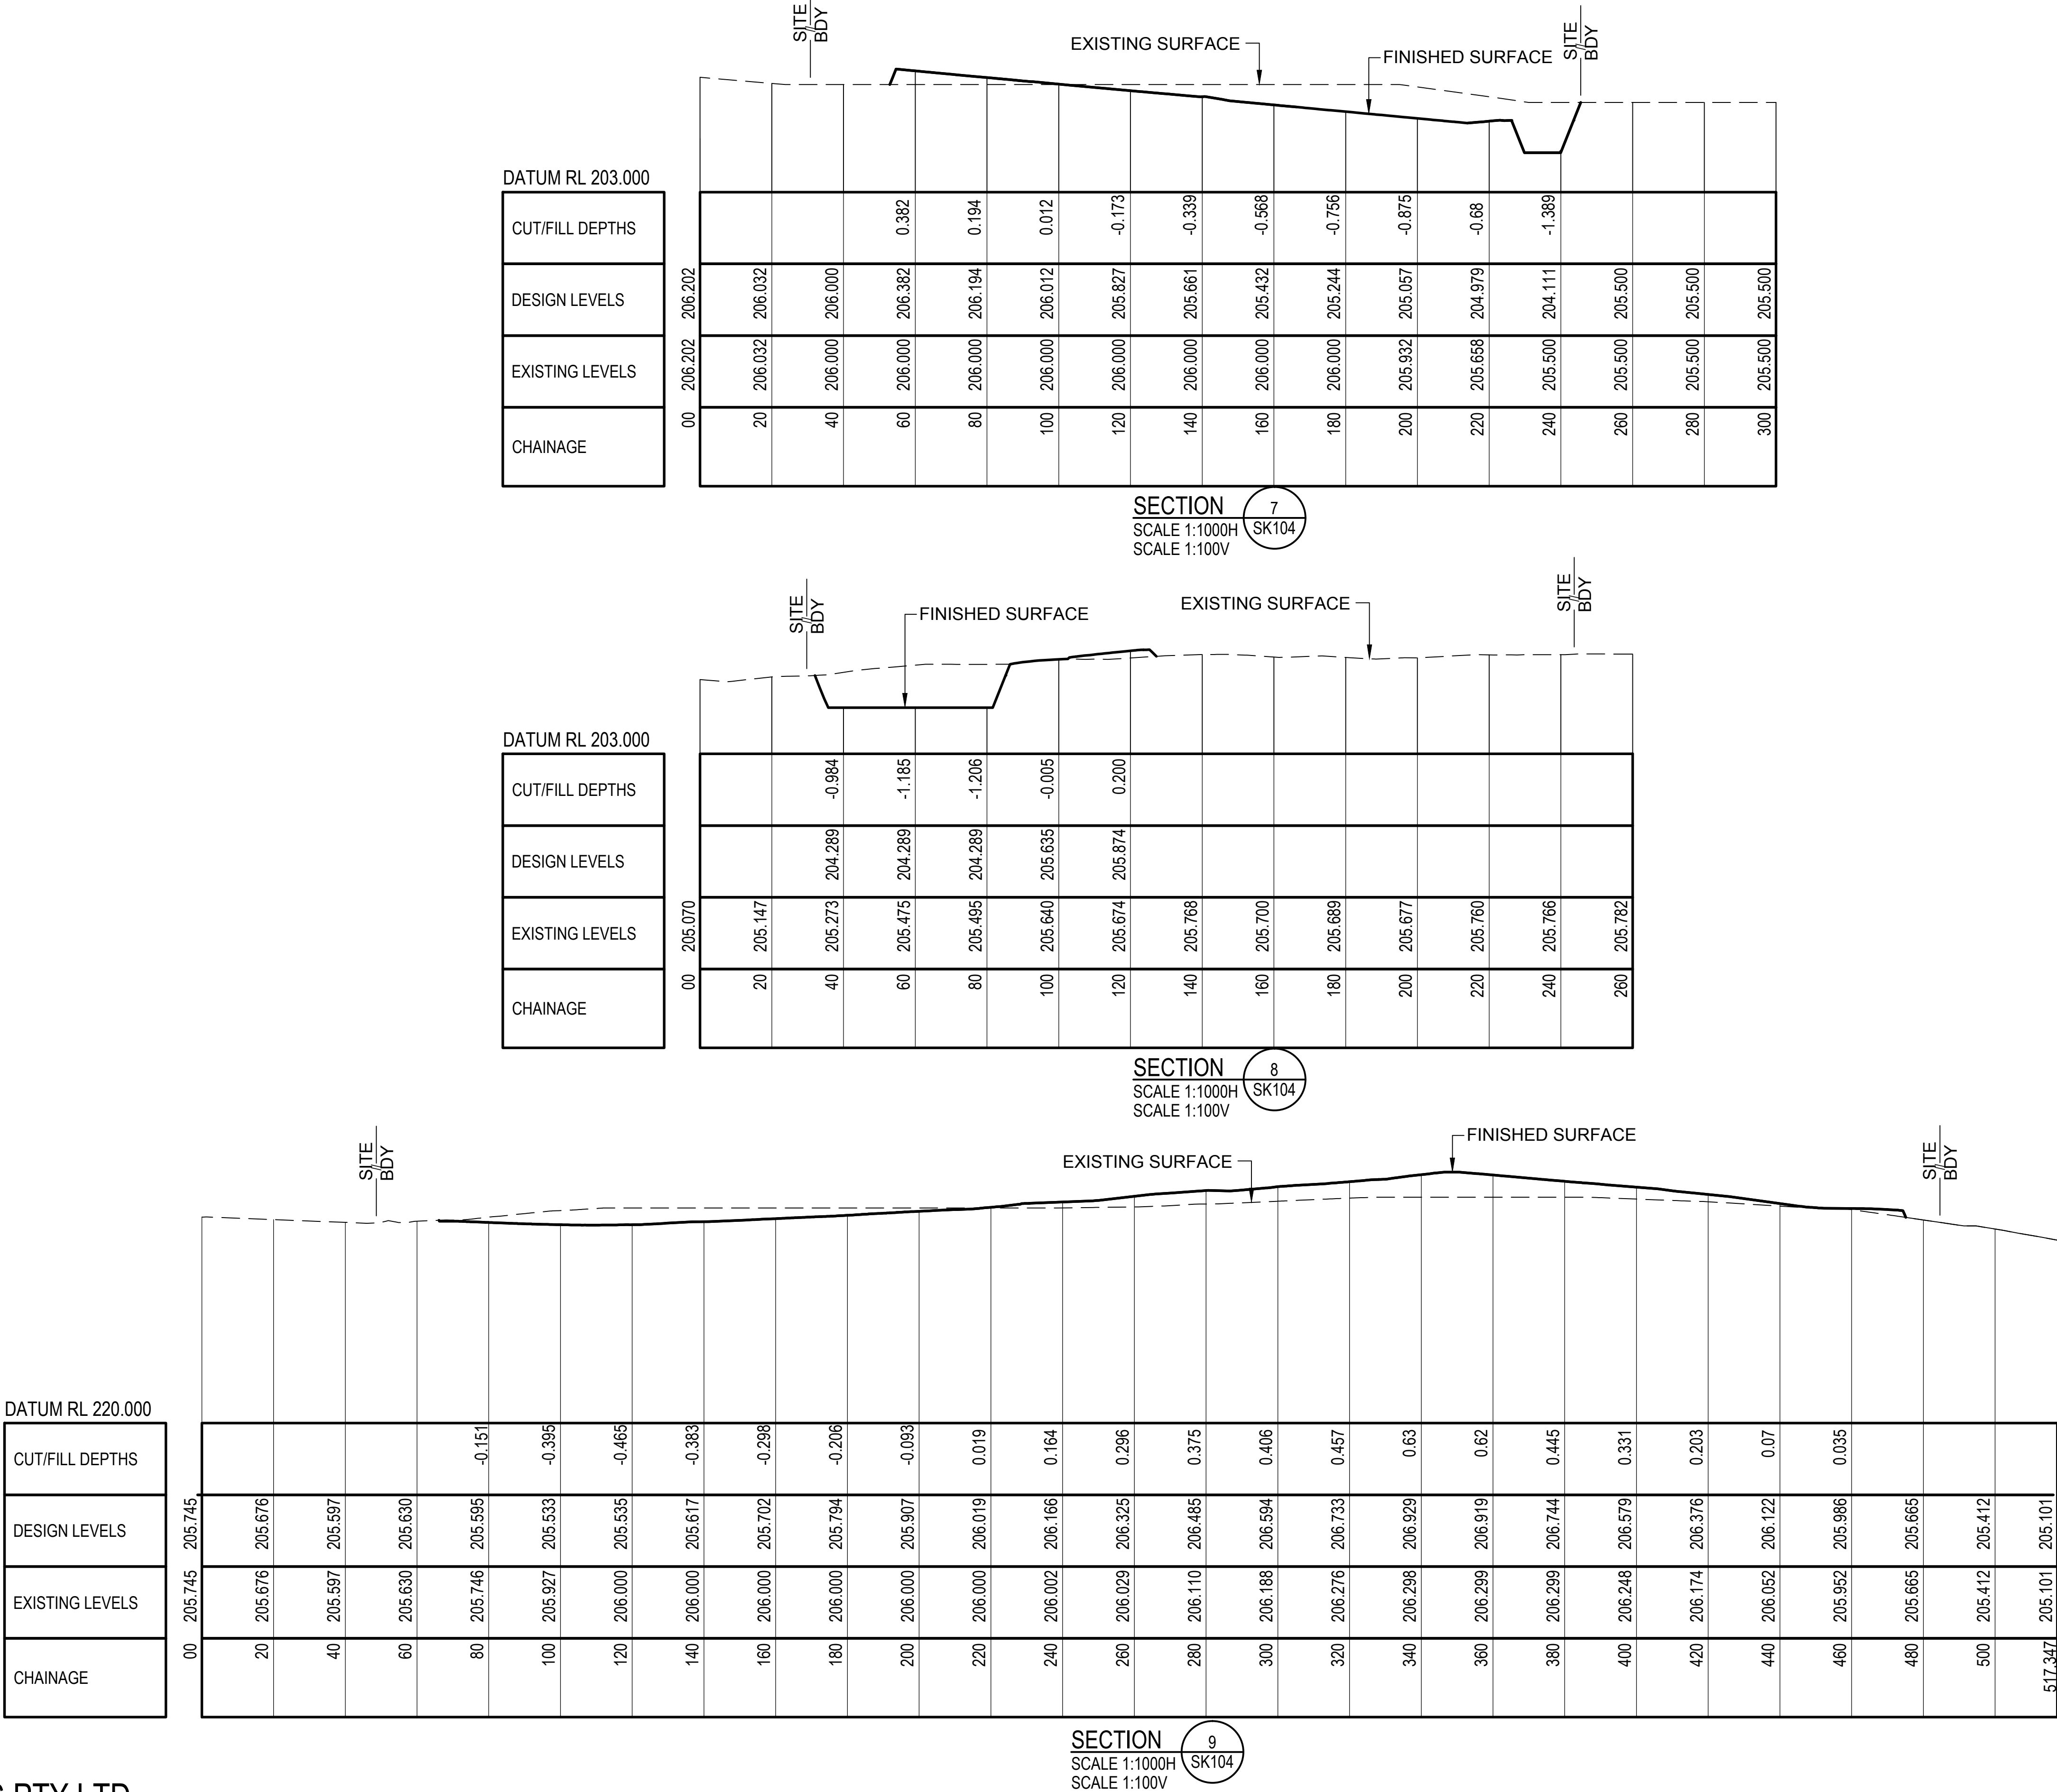 SITE
BDY
EXISTING SURFACE
FINISHED SURFACE
SITE
BDY
DATUM RL 203.000
CUT/FILL DEPTHS 0.382 0.194 0.012 -0.173 -0.339 -0.568 -0.756 -0.875 -0.68 -1.389
DESIGN LEVELS 206.202 206.032 206.000 206.382 206.194 206.012 205.827 205.661 205.432 205.244 205.057 204.979 204.111 205.500 205.500 205.500
EXISTING LEVELS 206.202 206.032 206.000 206.000 206.000 206.000 206.000 206.000 206.000 206.000 205.932 205.658 205.500 205.500 205.500 205.500
CHAINAGE 00 20 40 60 80 100 120 140 160 180 200 220 240 260 280 300
SECTION 7
SCALE 1:1000H SK104
SCALE 1:100V
SITE
BDY
FINISHED SURFACE
EXISTING SURFACE
SITE
BDY
DATUM RL 203.000
CUT/FILL DEPTHS -0.984 -1.185 -1.206 -0.005 0.200
DESIGN LEVELS 204.289 204.289 204.289 205.635 205.874
EXISTING LEVELS 205.070 205.147 205.273 205.475 205.495 205.640 205.674 205.768 205.700 205.689 205.677 205.760 205.766 205.782
CHAINAGE 00 20 40 60 80 100 120 140 160 180 200 220 240 260
SECTION 8
SCALE 1:1000H SK104
SCALE 1:100V
SITE
BDY
EXISTING SURFACE
FINISHED SURFACE
SITE
BDY
DATUM RL 220.000
CUT/FILL DEPTHS -0.151 -0.395 -0.465 -0.383 -0.298 -0.206 -0.093 0.019 0.164 0.296 0.375 0.406 0.457 0.63 0.62 0.445 0.331 0.203 0.07 0.035
DESIGN LEVELS 205.745 205.676 205.597 205.630 205.595 205.533 205.535 205.617 205.702 205.794 205.907 206.019 206.166 206.325 206.485 206.594 206.733 206.929 206.919 206.744 206.579 206.376 206.122 205.986 205.665 205.412 205.101
EXISTING LEVELS 205.745 205.676 205.597 205.630 205.746 205.927 206.000 206.000 206.000 206.000 206.000 206.000 206.002 206.029 206.110 206.188 206.276 206.298 206.299 206.299 206.248 206.174 206.052 205.952 205.665 205.412 205.101
CHAINAGE 00 20 40 60 80 100 120 140 160 180 200 220 240 260 280 300 320 340 360 380 400 420 440 460 480 500 517.347
SECTION 9
SCALE 1:1000H SK104
SCALE 1:100V
PTY LTD